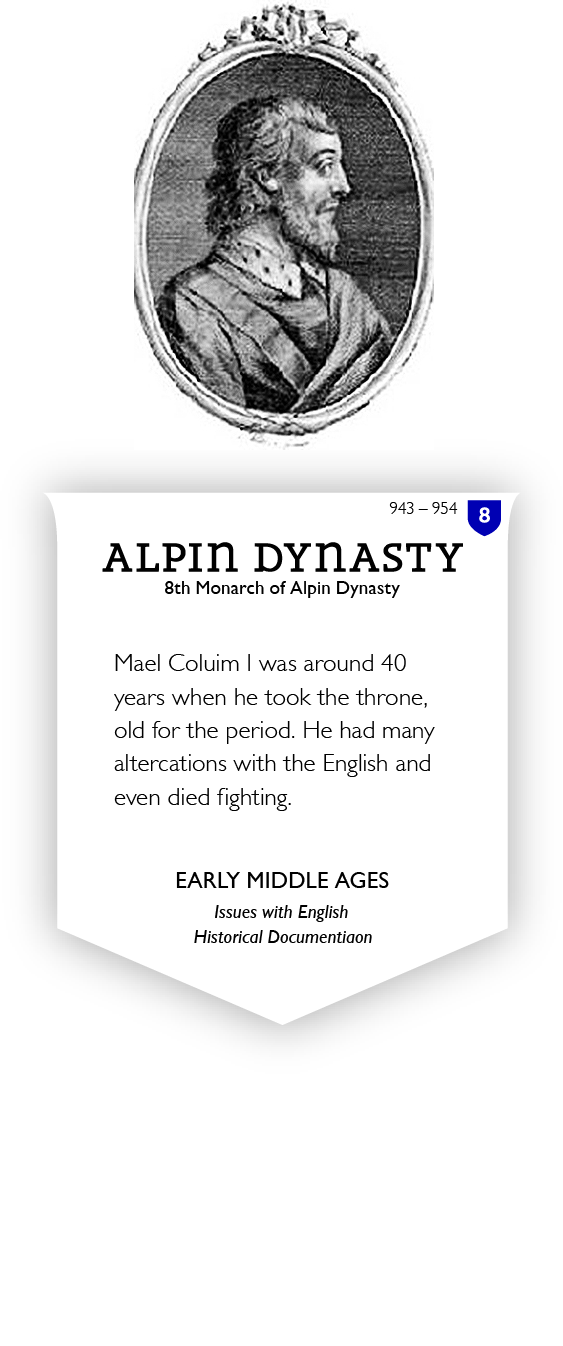 943 – 954
8
ALPIN DYNASTY
8th Monarch of Alpin Dynasty
Mael Coluim I was around 40
years when he took the throne,
old for the period. He had many
altercations with the English and
even died fighting.
EARLY MIDDLE AGES
Issues with English
Historical Documentiaon